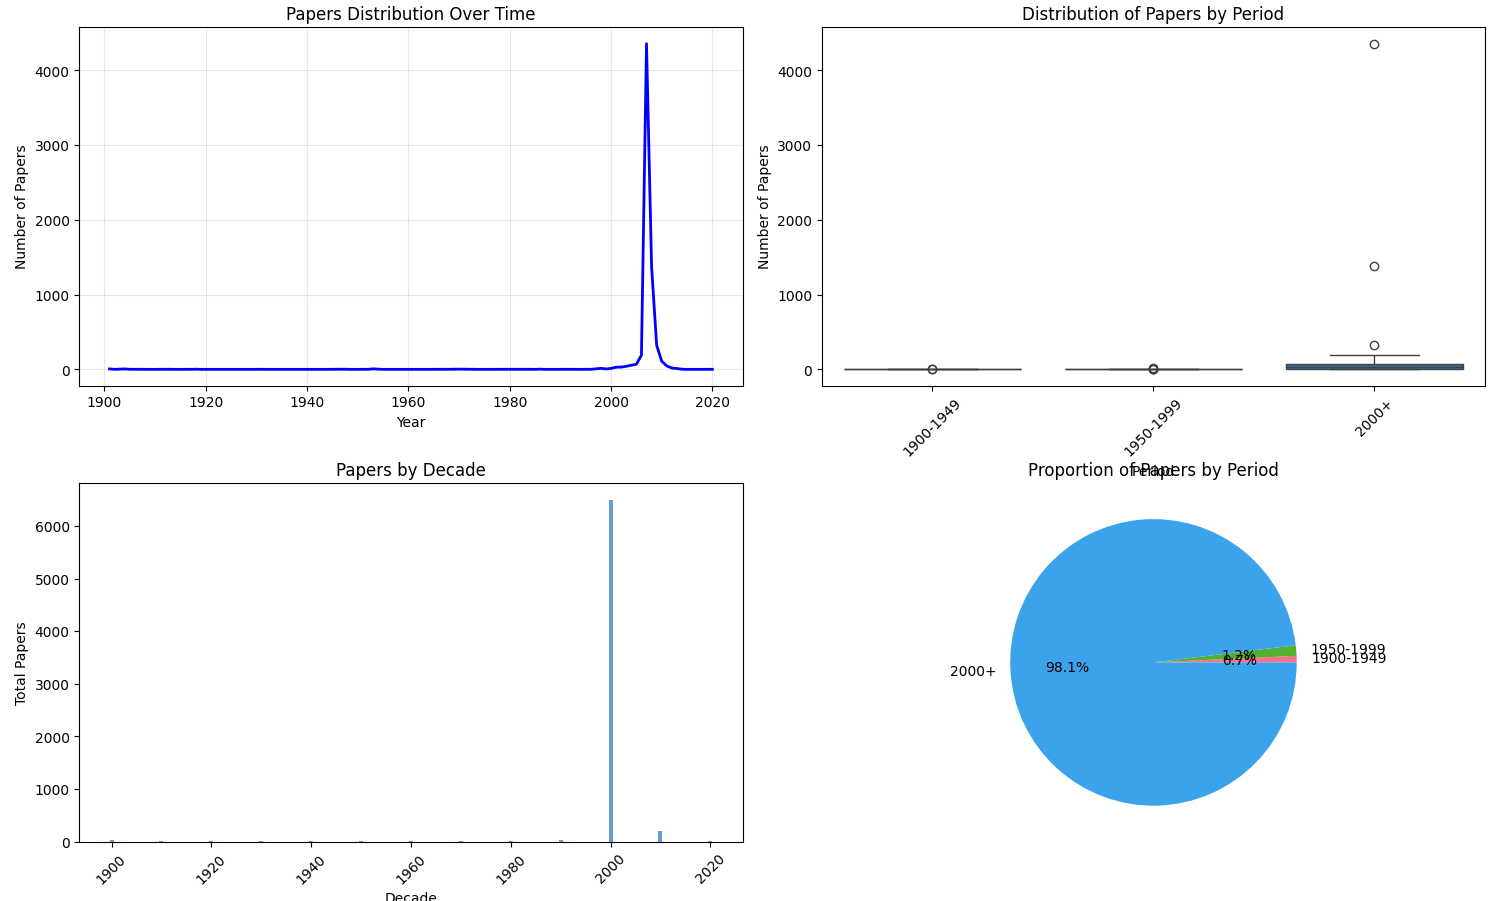 Papers Distribution Over Time
Number of Papers
4000
3000
2000
1000
0
1900 1920 1940 1960 1980 2000 2020
Year
Distribution of Papers by Period
Number of Papers
4000
3000
2000
1000
0
1900-1949 1950-1999 2000+
Period
Papers by Decade
Total Papers
6000
5000
4000
3000
2000
1000
0
1900 1920 1940 1960 1980 2000 2020
Decade
Proportion of Papers by Period
1950-1999
1.2%
1900-1949
0.7%
98.1%
2000+